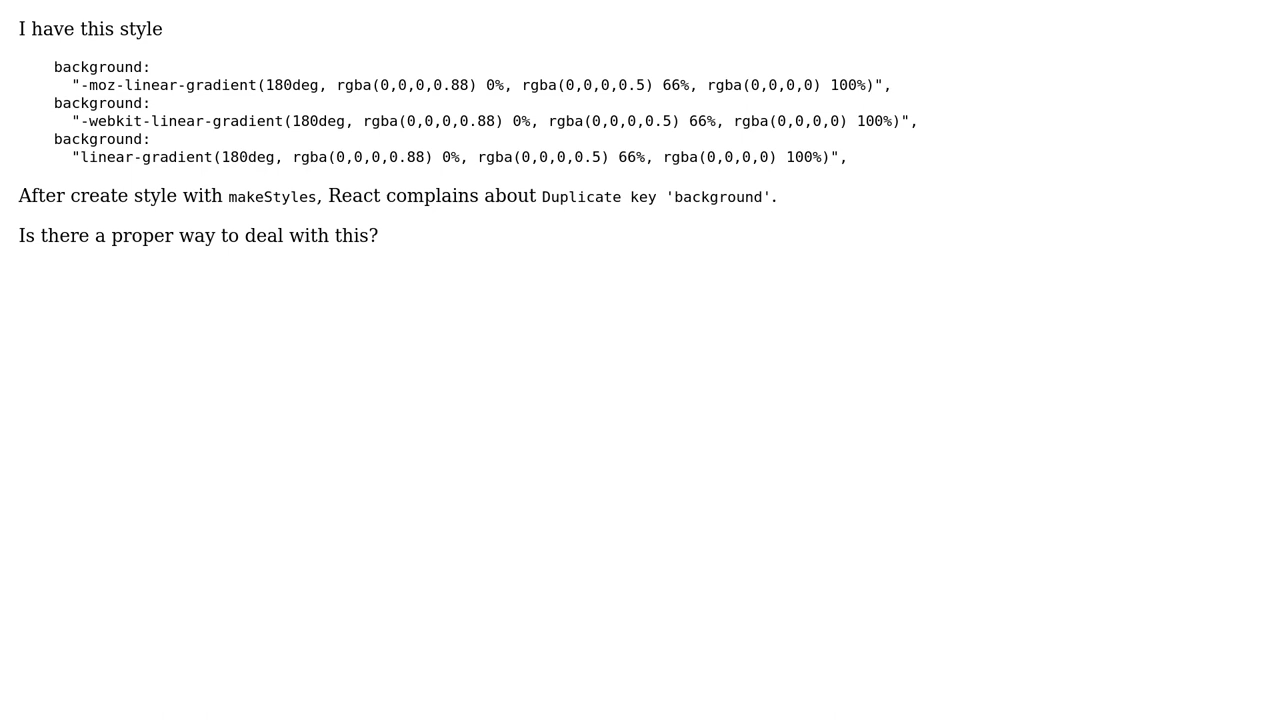 I have this style
background:
"-moz-linear-gradient(180deg, rgba(0,0,0,0.88) 0%, rgba(0,0,0,0.5) 66%, rgba(0,0,0,0) 100%)",
background:
"-webkit-linear-gradient(180deg, rgba(0,0,0,0.88) 0%, rgba(0,0,0,0.5) 66%, rgba(0,0,0,0) 100%)",
background:
"linear-gradient(180deg, rgba(0,0,0,0.88) 0%, rgba(0,0,0,0.5) 66%, rgba(0,0,0,0) 100%)",
After create style with makeStyles, React complains about Duplicate key 'background'.
Is there a proper way to deal with this?